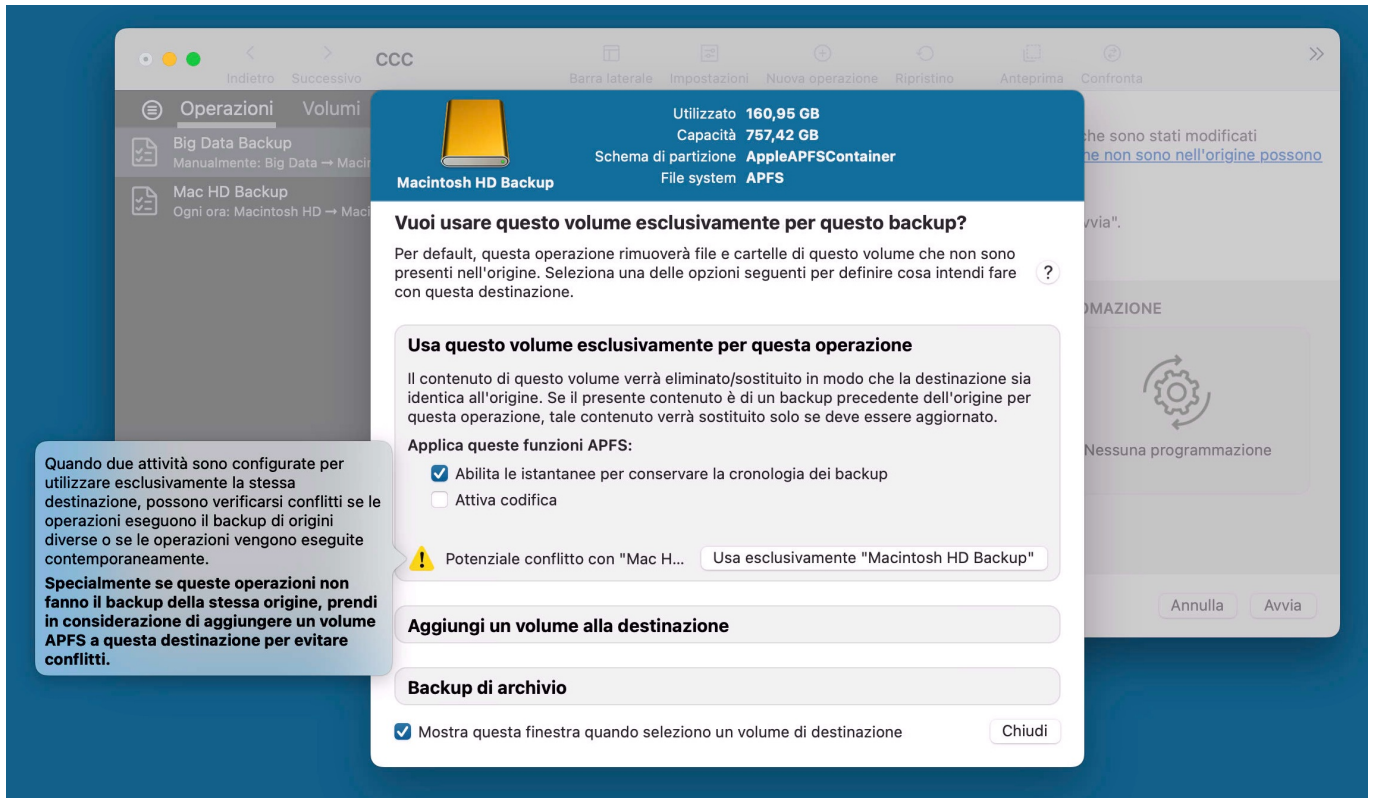 CCC
Indietro
Successivo
Barra laterale
Impostazioni
Nuova operazione
Ripristino
Anteprima
Confronta
Operazioni
Volumi
Big Data Backup
Manualmente: Big Data → Macin
Mac HD Backup
Ogni ora: Macintosh HD → Maci
Macintosh HD Backup
Utilizzato 160,95 GB
Capacità 757,42 GB
Schema di partizione AppleAPFSContainer
File system APFS
che sono stati modificati
he non sono nell'origine possono
vvia".
OMAZIONE
Nessuna programmazione
Annulla
Avvia
Vuoi usare questo volume esclusivamente per questo backup?
Per default, questa operazione rimuoverà file e cartelle di questo volume che non sono
presenti nell'origine. Seleziona una delle opzioni seguenti per definire cosa intendi fare
con questa destinazione.
?
Usa questo volume esclusivamente per questa operazione
Il contenuto di questo volume verrà eliminato/sostituito in modo che la destinazione sia
identica all'origine. Se il presente contenuto è di un backup precedente dell'origine per
questa operazione, tale contenuto verrà sostituito solo se deve essere aggiornato.
Applica queste funzioni APFS:
Abilita le istantanee per conservare la cronologia dei backup
Attiva codifica
Potenziale conflitto con "Mac H...
Usa esclusivamente "Macintosh HD Backup"
Quando due attività sono configurate per
utilizzare esclusivamente la stessa
destinazione, possono verificarsi conflitti se le
operazioni eseguono il backup di origini
diverse o se le operazioni vengono eseguite
contemporaneamente.
Specialmente se queste operazioni non
fanno il backup della stessa origine, prendi
in considerazione di aggiungere un volume
APFS a questa destinazione per evitare
conflitti.
Aggiungi un volume alla destinazione
Backup di archivio
Mostra questa finestra quando seleziono un volume di destinazione
Chiudi